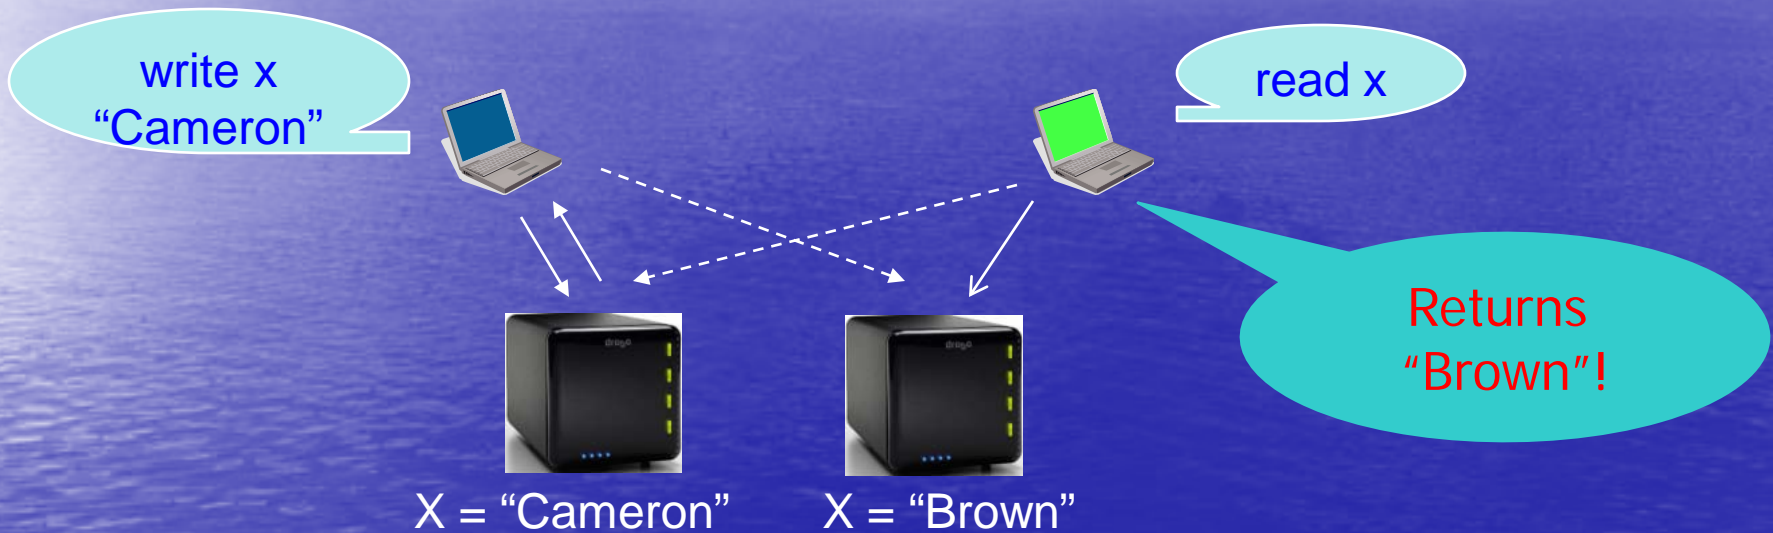 write x
“Cameron”
read x
Returns
“Brown”!
X = “Cameron”
X = “Brown”